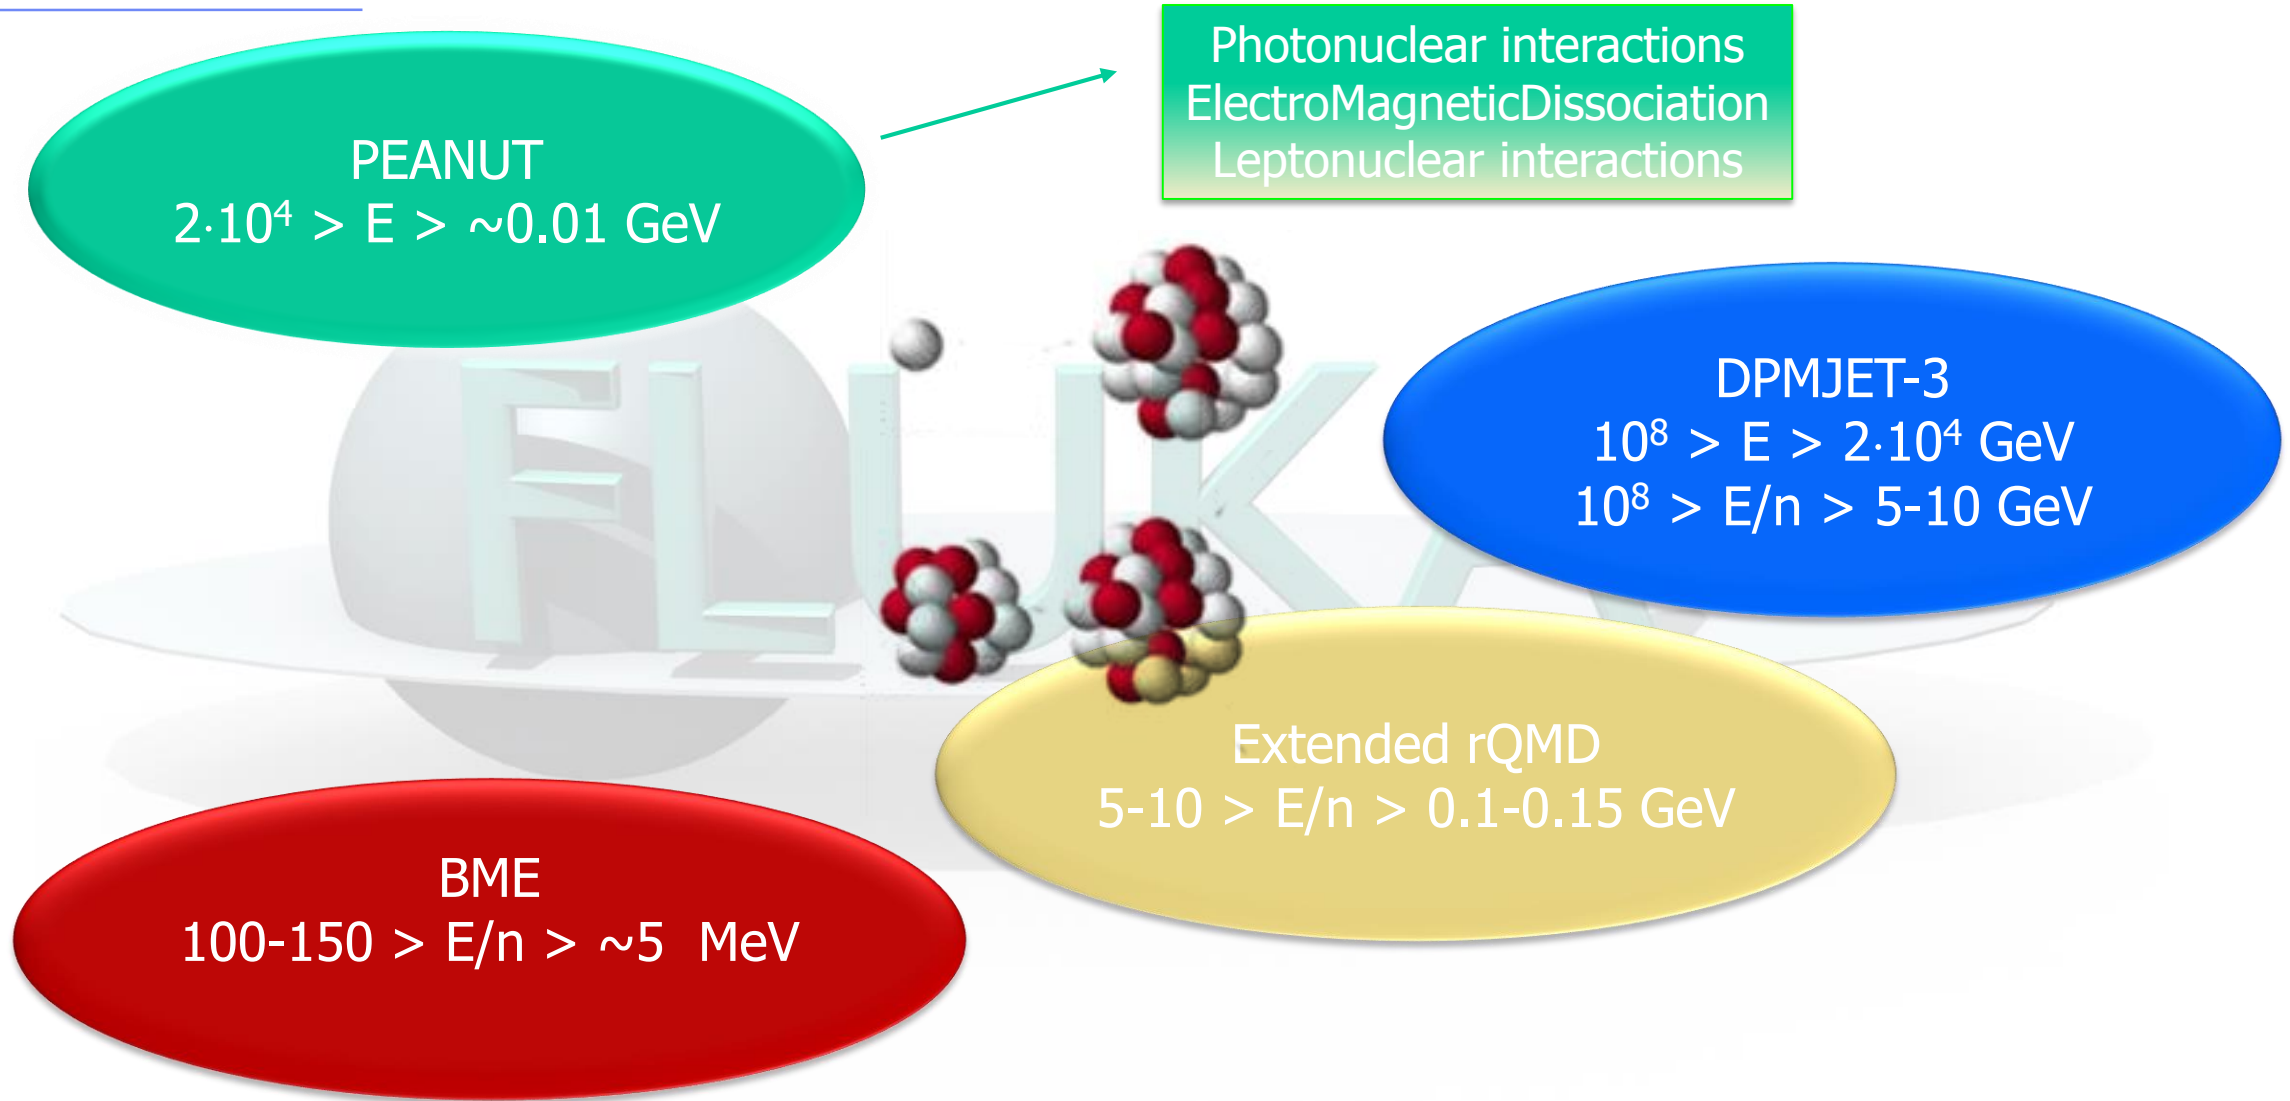 PEANUT
2·10⁴ > E > ~0.01 GeV
Photonuclear interactions
ElectroMagneticDissociation
Leptonuclear interactions
DPMJET-3
10⁸ > E > 2·10⁴ GeV
10⁸ > E/n > 5-10 GeV
FLUKA
Extended rQMD
5-10 > E/n > 0.1-0.15 GeV
BME
100-150 > E/n > ~5 MeV